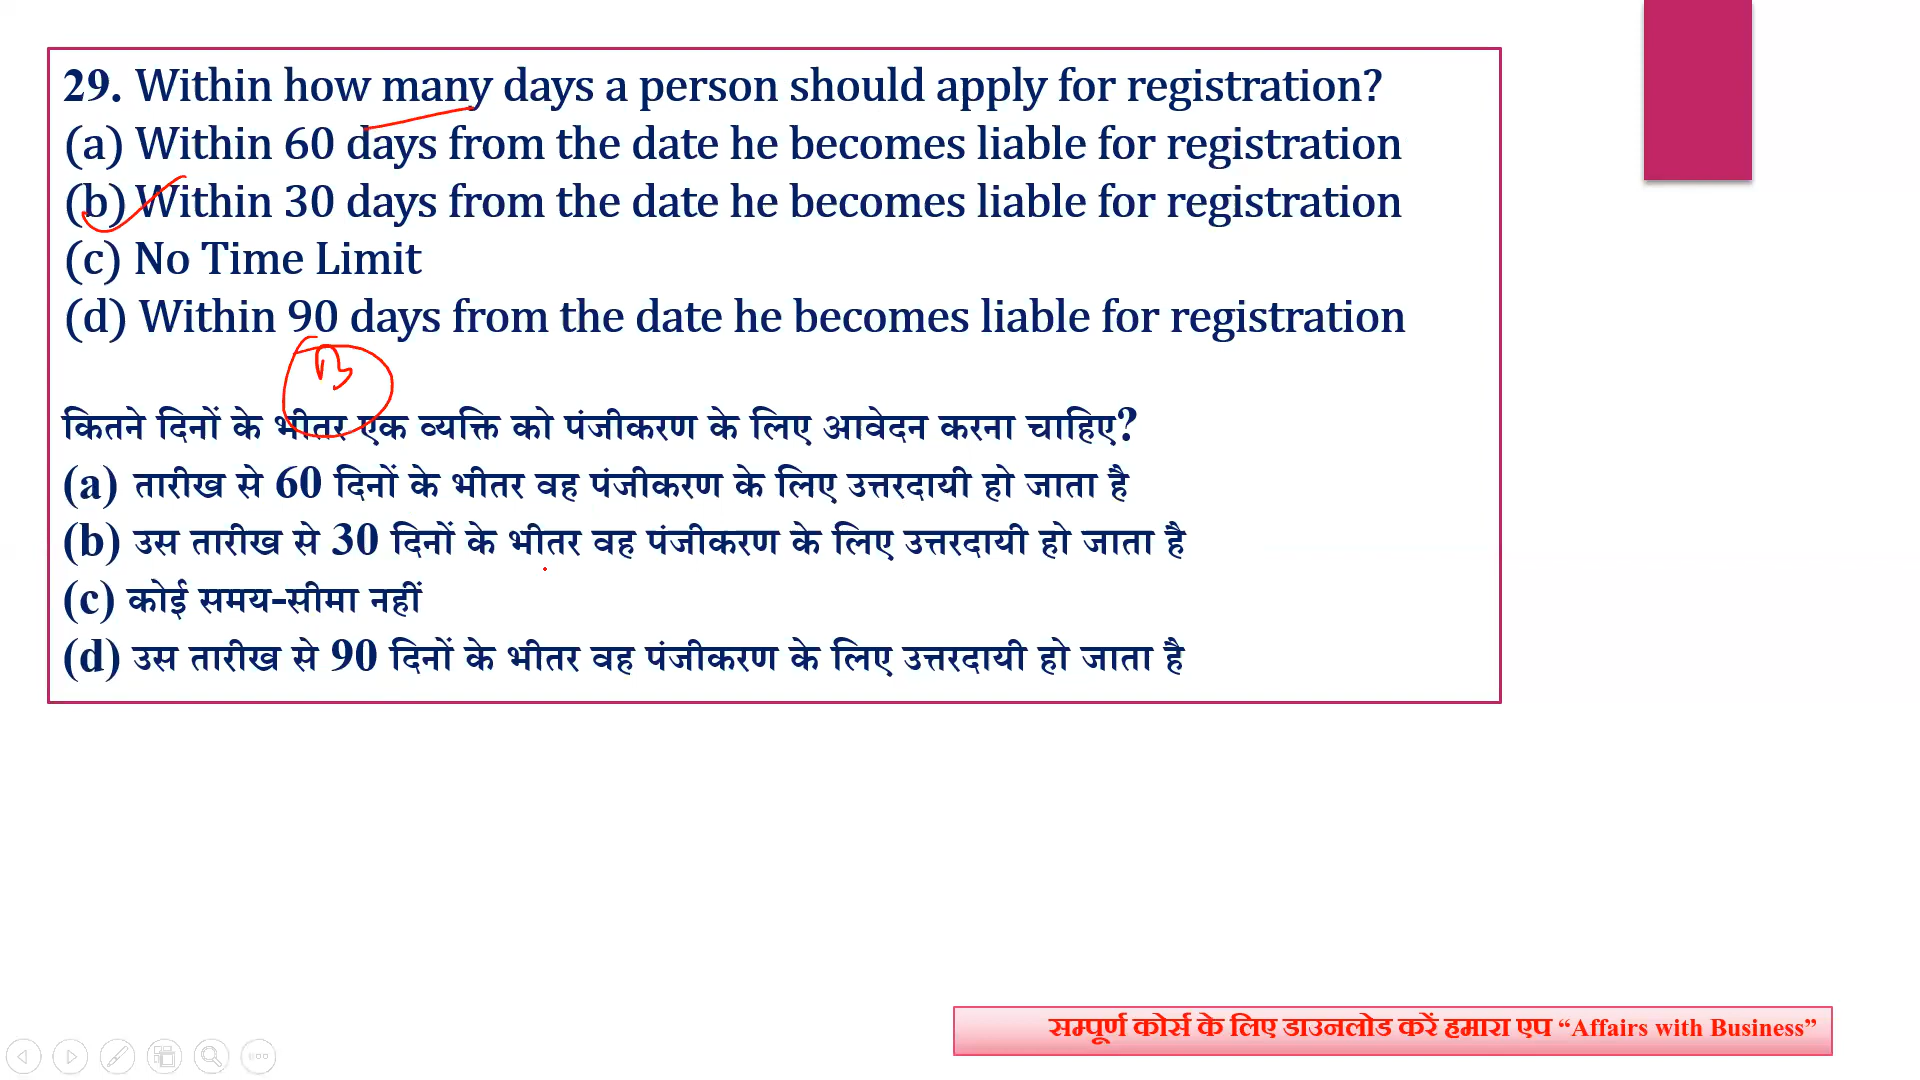 29. Within how many days a person should apply for registration?
(a) Within 60 days from the date he becomes liable for registration
(b) Within 30 days from the date he becomes liable for registration
(c) No Time Limit
(d) Within 90 days from the date he becomes liable for registration
B
कितने दिनों के भीतर एक व्यक्ति को पंजीकरण के लिए आवेदन करना चाहिए?
(a) तारीख से 60 दिनों के भीतर वह पंजीकरण के लिए उत्तरदायी हो जाता है
(b) उस तारीख से 30 दिनों के भीतर वह पंजीकरण के लिए उत्तरदायी हो जाता है
(c) कोई समय-सीमा नहीं
(d) उस तारीख से 90 दिनों के भीतर वह पंजीकरण के लिए उत्तरदायी हो जाता है
सम्पूर्ण कोर्स के लिए डाउनलोड करें हमारा एप “Affairs with Business”